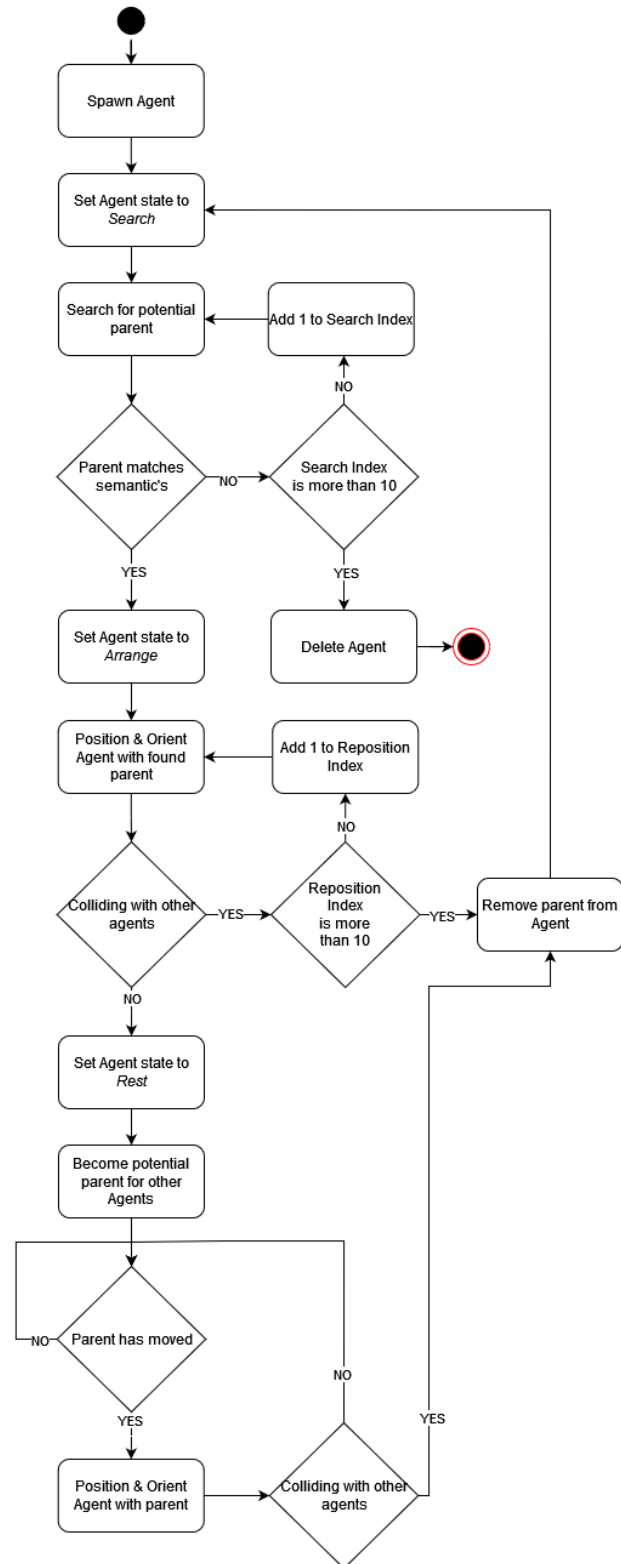 Spawn Agent
Set Agent state to
Search
Search for potential
parent
Add 1 to Search Index
NO
Parent matches
semantic's
NO
Search Index
is more than 10
YES
YES
Set Agent state to
Arrange
Delete Agent
Position & Orient
Agent with found
parent
Add 1 to Reposition
Index
NO
Colliding with other
agents
YES
Reposition
Index
is more
than 10
YES
Remove parent from
Agent
NO
Set Agent state to
Rest
Become potential
parent for other
Agents
Parent has moved
NO
NO
YES
YES
Position & Orient
Agent with parent
Colliding with other
agents